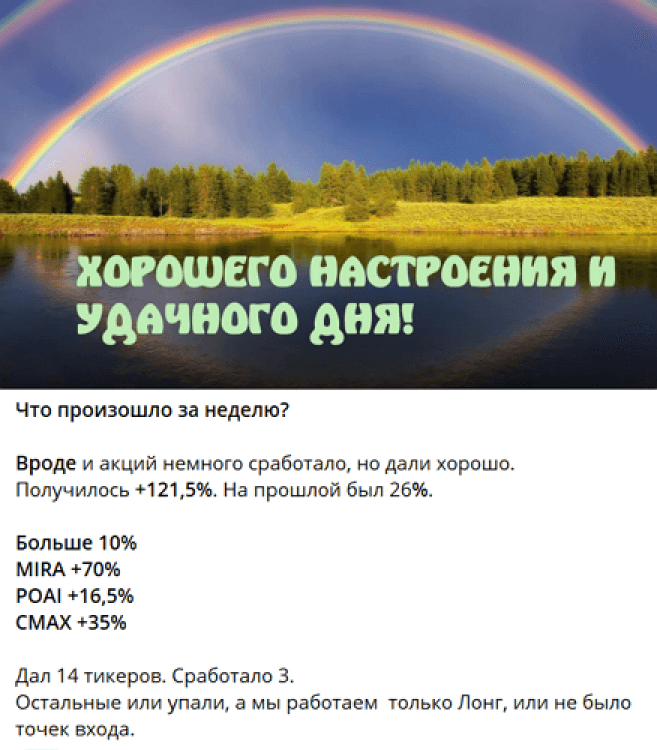 ХОРОШЕГО НАСТРОЕНИЯ И
УДАЧНОГО ДНЯ!
Что произошло за неделю?
Вроде и акций немного сработало, но дали хорошо.
Получилось +121,5%. На прошлой был 26%.
Больше 10%
MIRA +70%
POAI +16,5%
CMAX +35%
Дал 14 тикеров. Сработало 3.
Остальные или упали, а мы работаем только Лонг, или не было
точек входа.